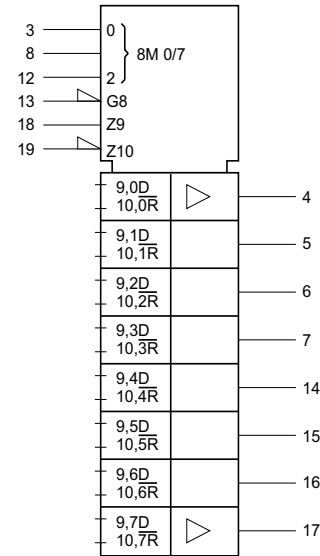 3 0
8 8M 0/7
12 2
13 G8
18 Z9
19 Z10
9,0D
10,0R 4
9,1D
10,1R 5
9,2D
10,2R 6
9,3D
10,3R 7
9,4D
10,4R 14
9,5D
10,5R 15
9,6D
10,6R 16
9,7D
10,7R 17